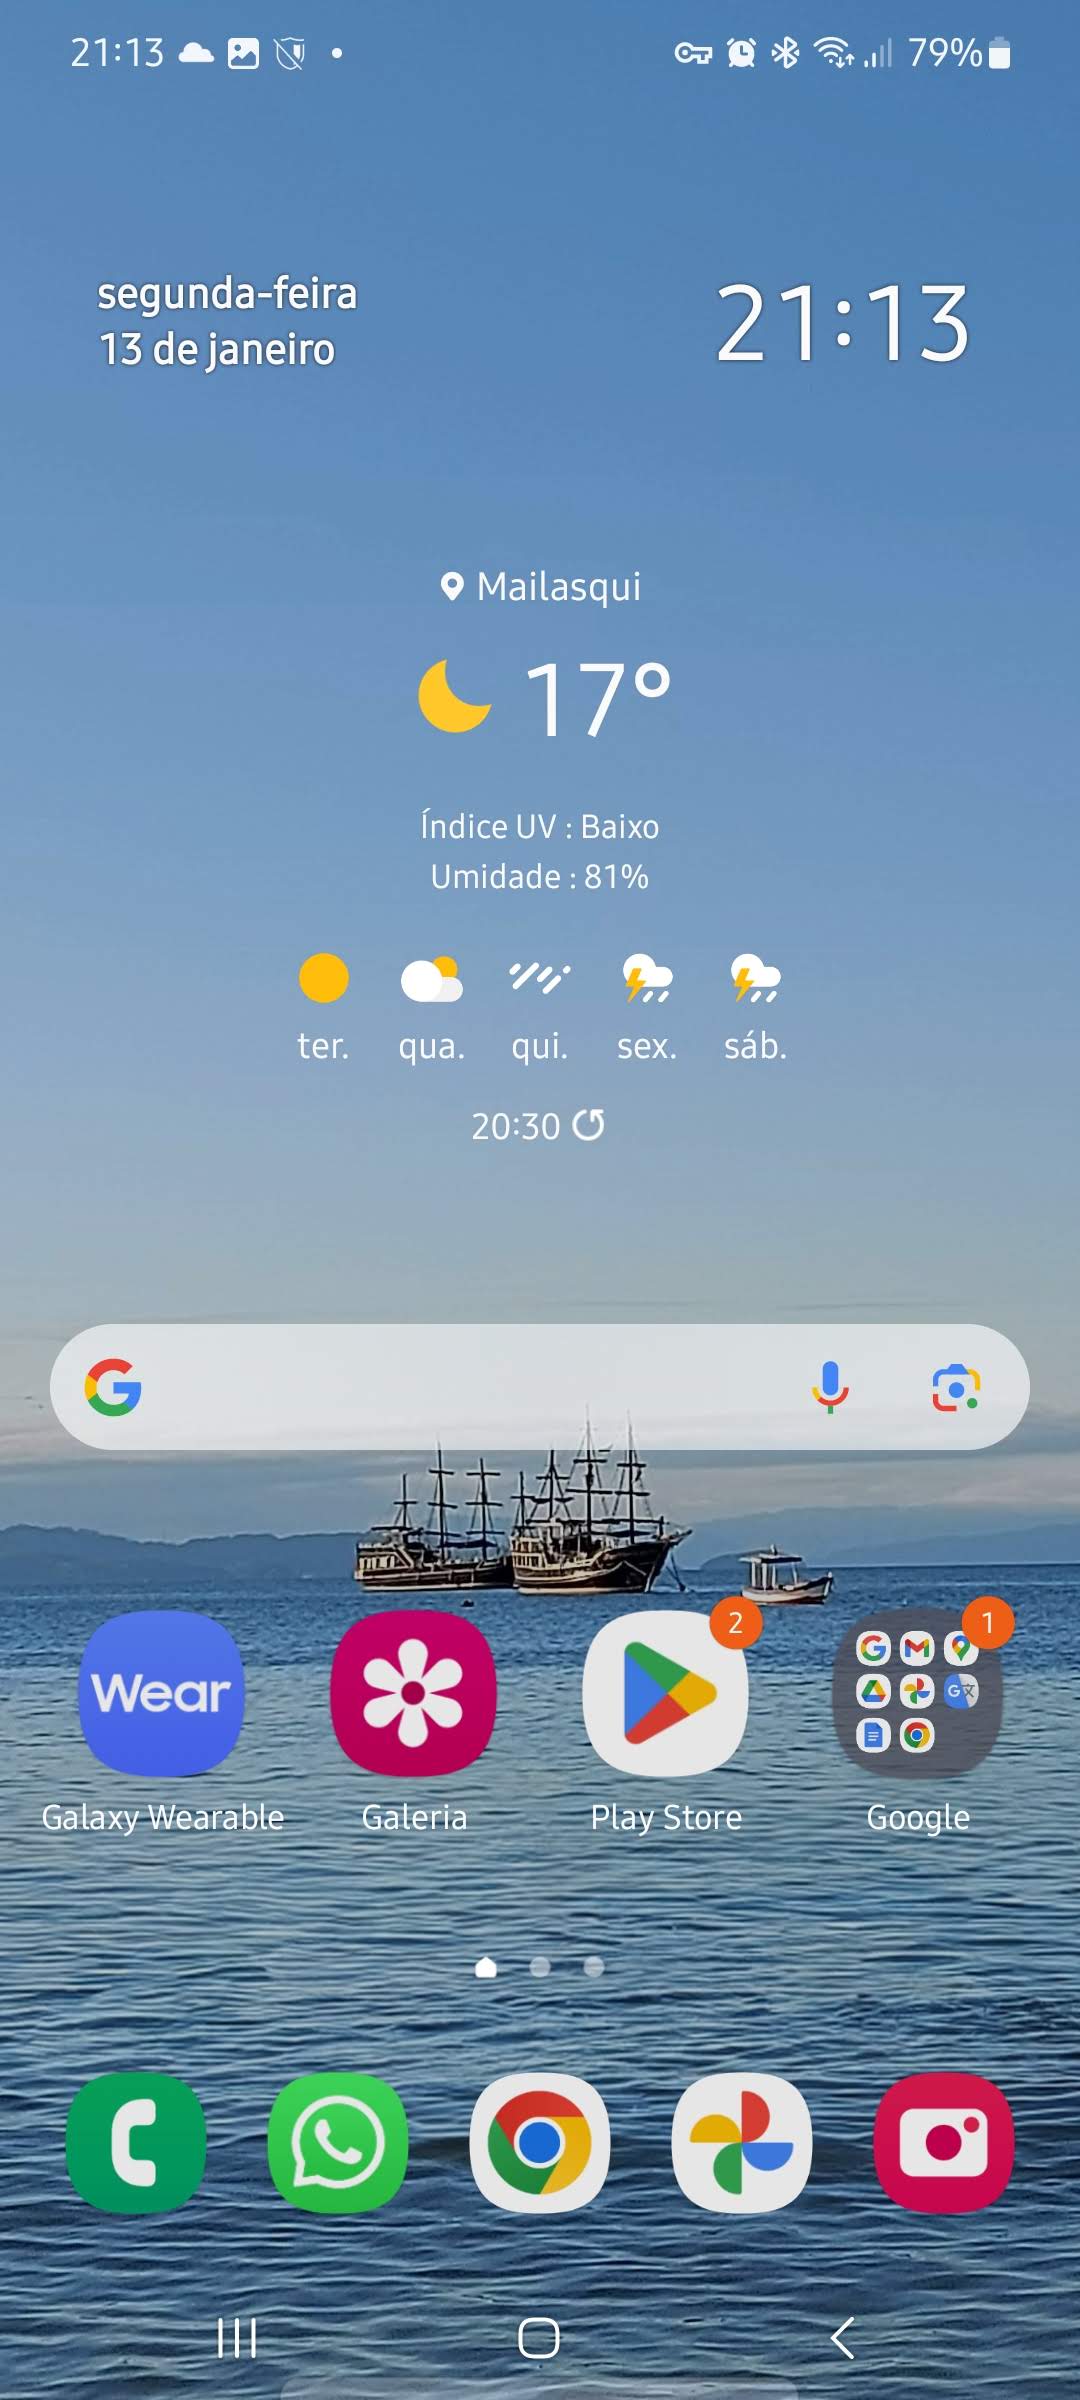 21:13
79%
segunda-feira
13 de janeiro
21:13
Mailasqui
17°
Índice UV : Baixo
Umidade : 81%
ter. qua. qui. sex. sáb.
20:30
2
1
Wear
Galaxy Wearable Galeria Play Store Google